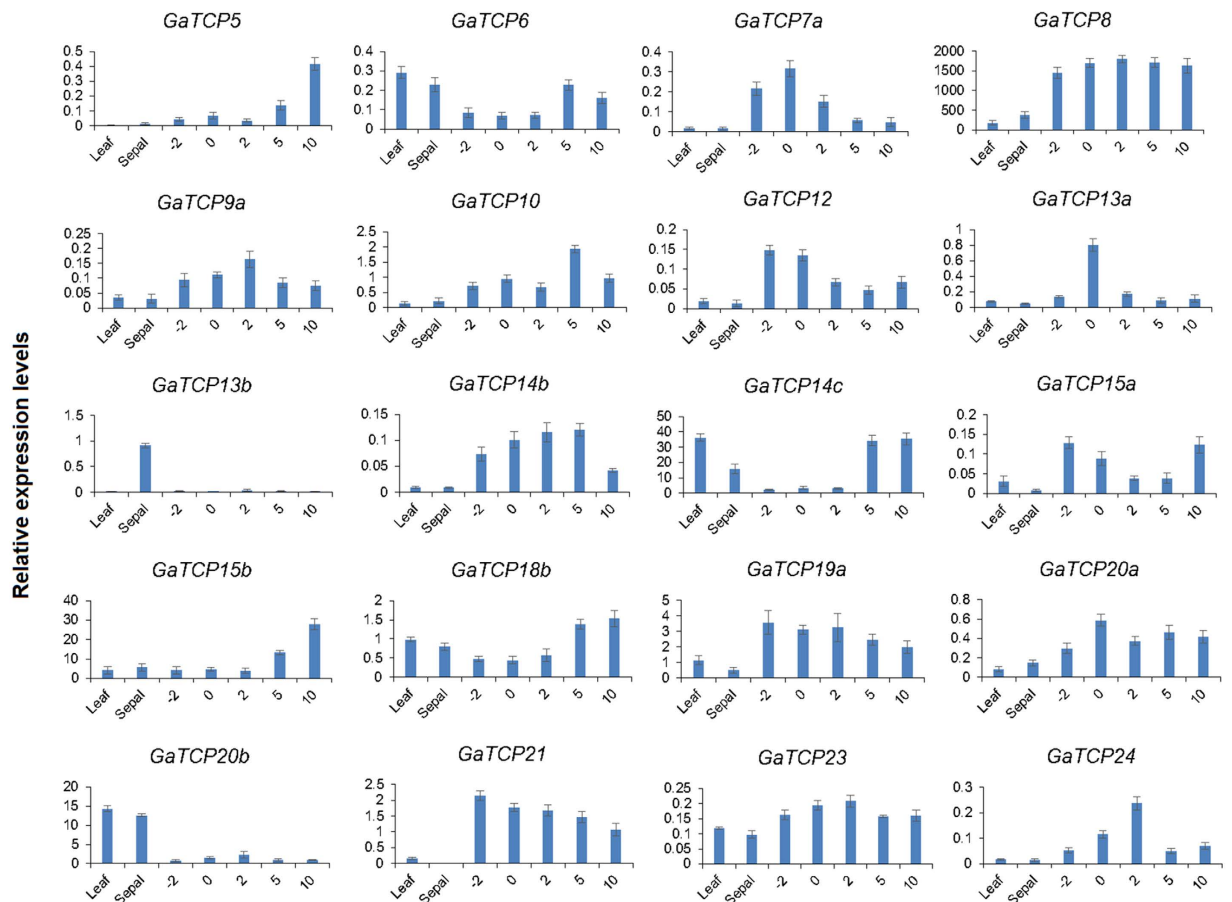 GaTCP5 GaTCP6 GaTCP7a GaTCP8
0.5 0.4 0.3 0.2 0.1 0
Leaf Sepal -2 0 2 5 10
0.4 0.3 0.2 0.1 0
Leaf Sepal -2 0 2 5 10
0.4 0.3 0.2 0.1 0
Leaf Sepal -2 0 2 5 10
2000 1500 1000 500 0
Leaf Sepal -2 0 2 5 10
GaTCP9a GaTCP10 GaTCP12 GaTCP13a
0.25 0.2 0.15 0.1 0.05 0
Leaf Sepal -2 0 2 5 10
2.5 2 1.5 1 0.5 0
Leaf Sepal -2 0 2 5 10
0.2 0.15 0.1 0.05 0
Leaf Sepal -2 0 2 5 10
1 0.8 0.6 0.4 0.2 0
Leaf Sepal -2 0 2 5 10
Relative expression levels
GaTCP13b GaTCP14b GaTCP14c GaTCP15a
1.5 1 0.5 0
Leaf Sepal -2 0 2 5 10
0.15 0.1 0.05 0
Leaf Sepal -2 0 2 5 10
50 40 30 20 10 0
Leaf Sepal -2 0 2 5 10
0.2 0.15 0.1 0.05 0
Leaf Sepal -2 0 2 5 10
GaTCP15b GaTCP18b GaTCP19a GaTCP20a
40 30 20 10 0
Leaf Sepal -2 0 2 5 10
2 1.5 1 0.5 0
Leaf Sepal -2 0 2 5 10
5 4 3 2 1 0
Leaf Sepal -2 0 2 5 10
0.8 0.6 0.4 0.2 0
Leaf Sepal -2 0 2 5 10
GaTCP20b GaTCP21 GaTCP23 GaTCP24
20 15 10 5 0
Leaf Sepal -2 0 2 5 10
2.5 2 1.5 1 0.5 0
Leaf Sepal -2 0 2 5 10
0.25 0.2 0.15 0.1 0.05 0
Leaf Sepal -2 0 2 5 10
0.3 0.2 0.1 0
Leaf Sepal -2 0 2 5 10